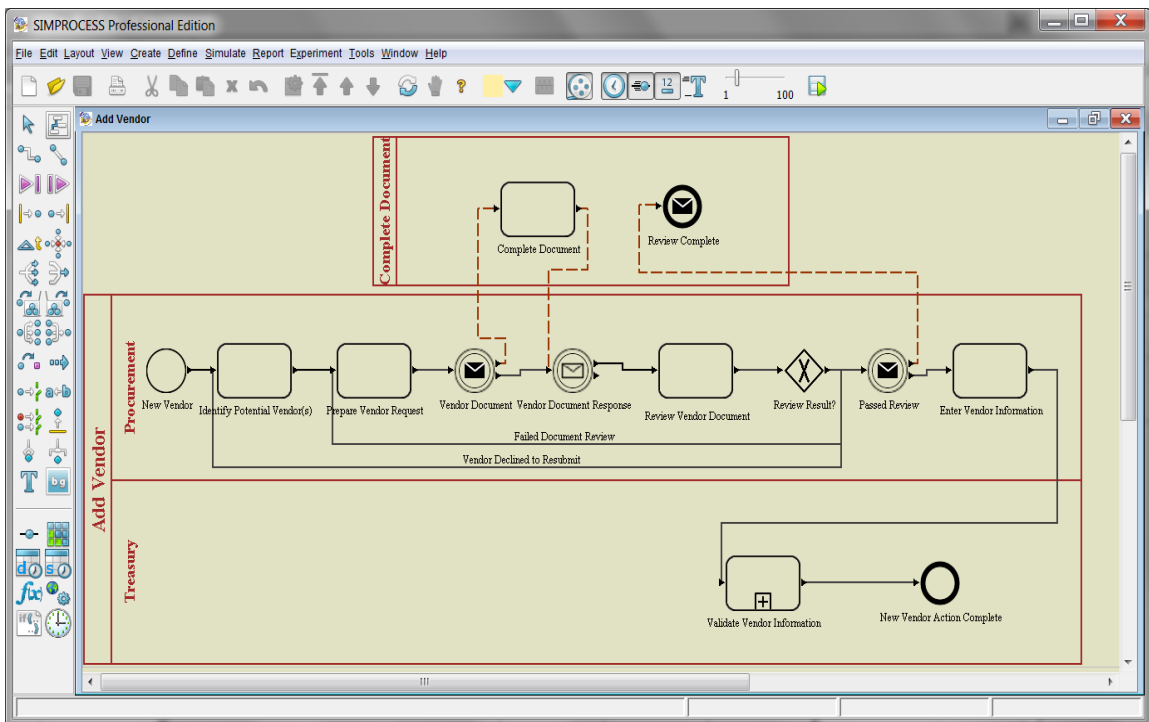 SIMPROCESS Professional Edition
File Edit Layout View Create Define Simulate Report Experiment Tools Window Help
12
T
1
100
Add Vendor
Complete Document
Complete Document
Review Complete
Add Vendor
Procurement
New Vendor
Identify Potential Vendor(s)
Prepare Vendor Request
Vendor Document
Vendor Document Response
Review Vendor Document
Review Result?
Passed Review
Enter Vendor Information
Failed Document Review
Vendor Declined to Resubmit
Treasury
Validate Vendor Information
New Vendor Action Complete
a b
T
bg
d
s
f(x)